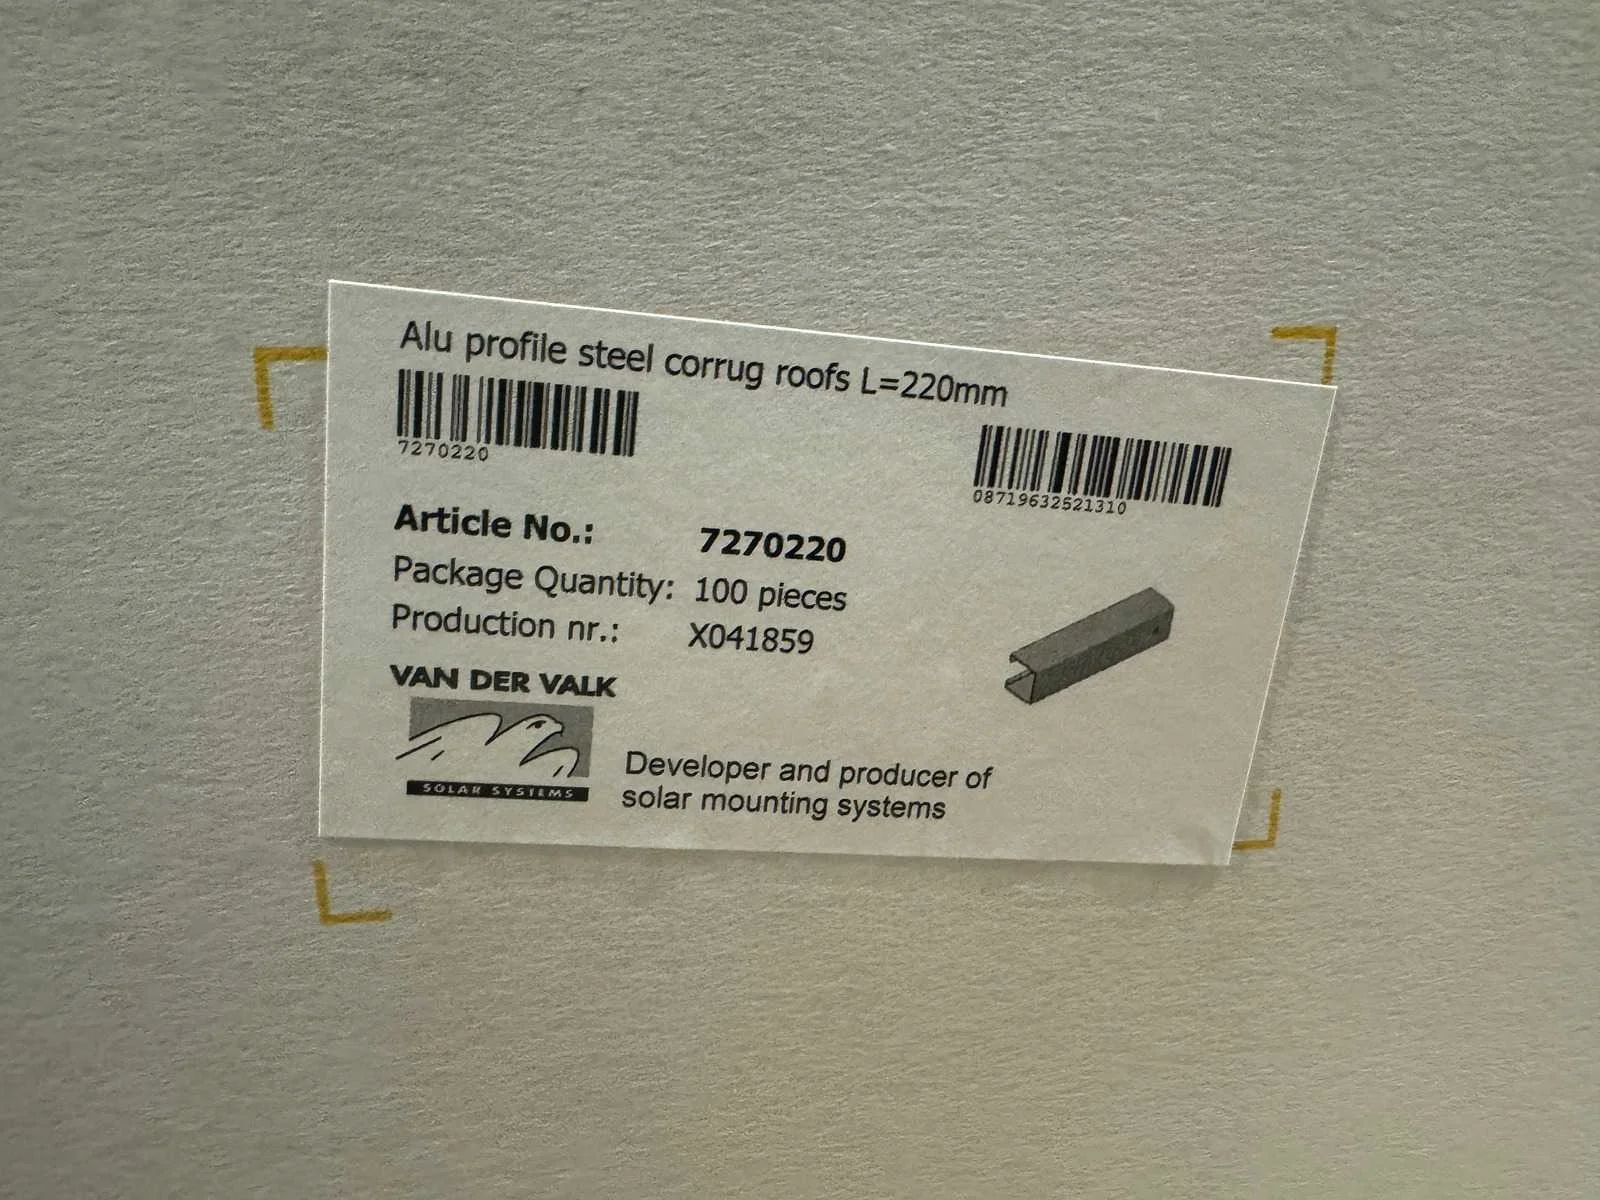 Alu profile steel corrug roofs L=220mm
7270220
08719632521310
Article No.: 7270220
Package Quantity: 100 pieces
Production nr.: X041859
VAN DER VALK
SOLAR SYSTEMS
Developer and producer of
solar mounting systems